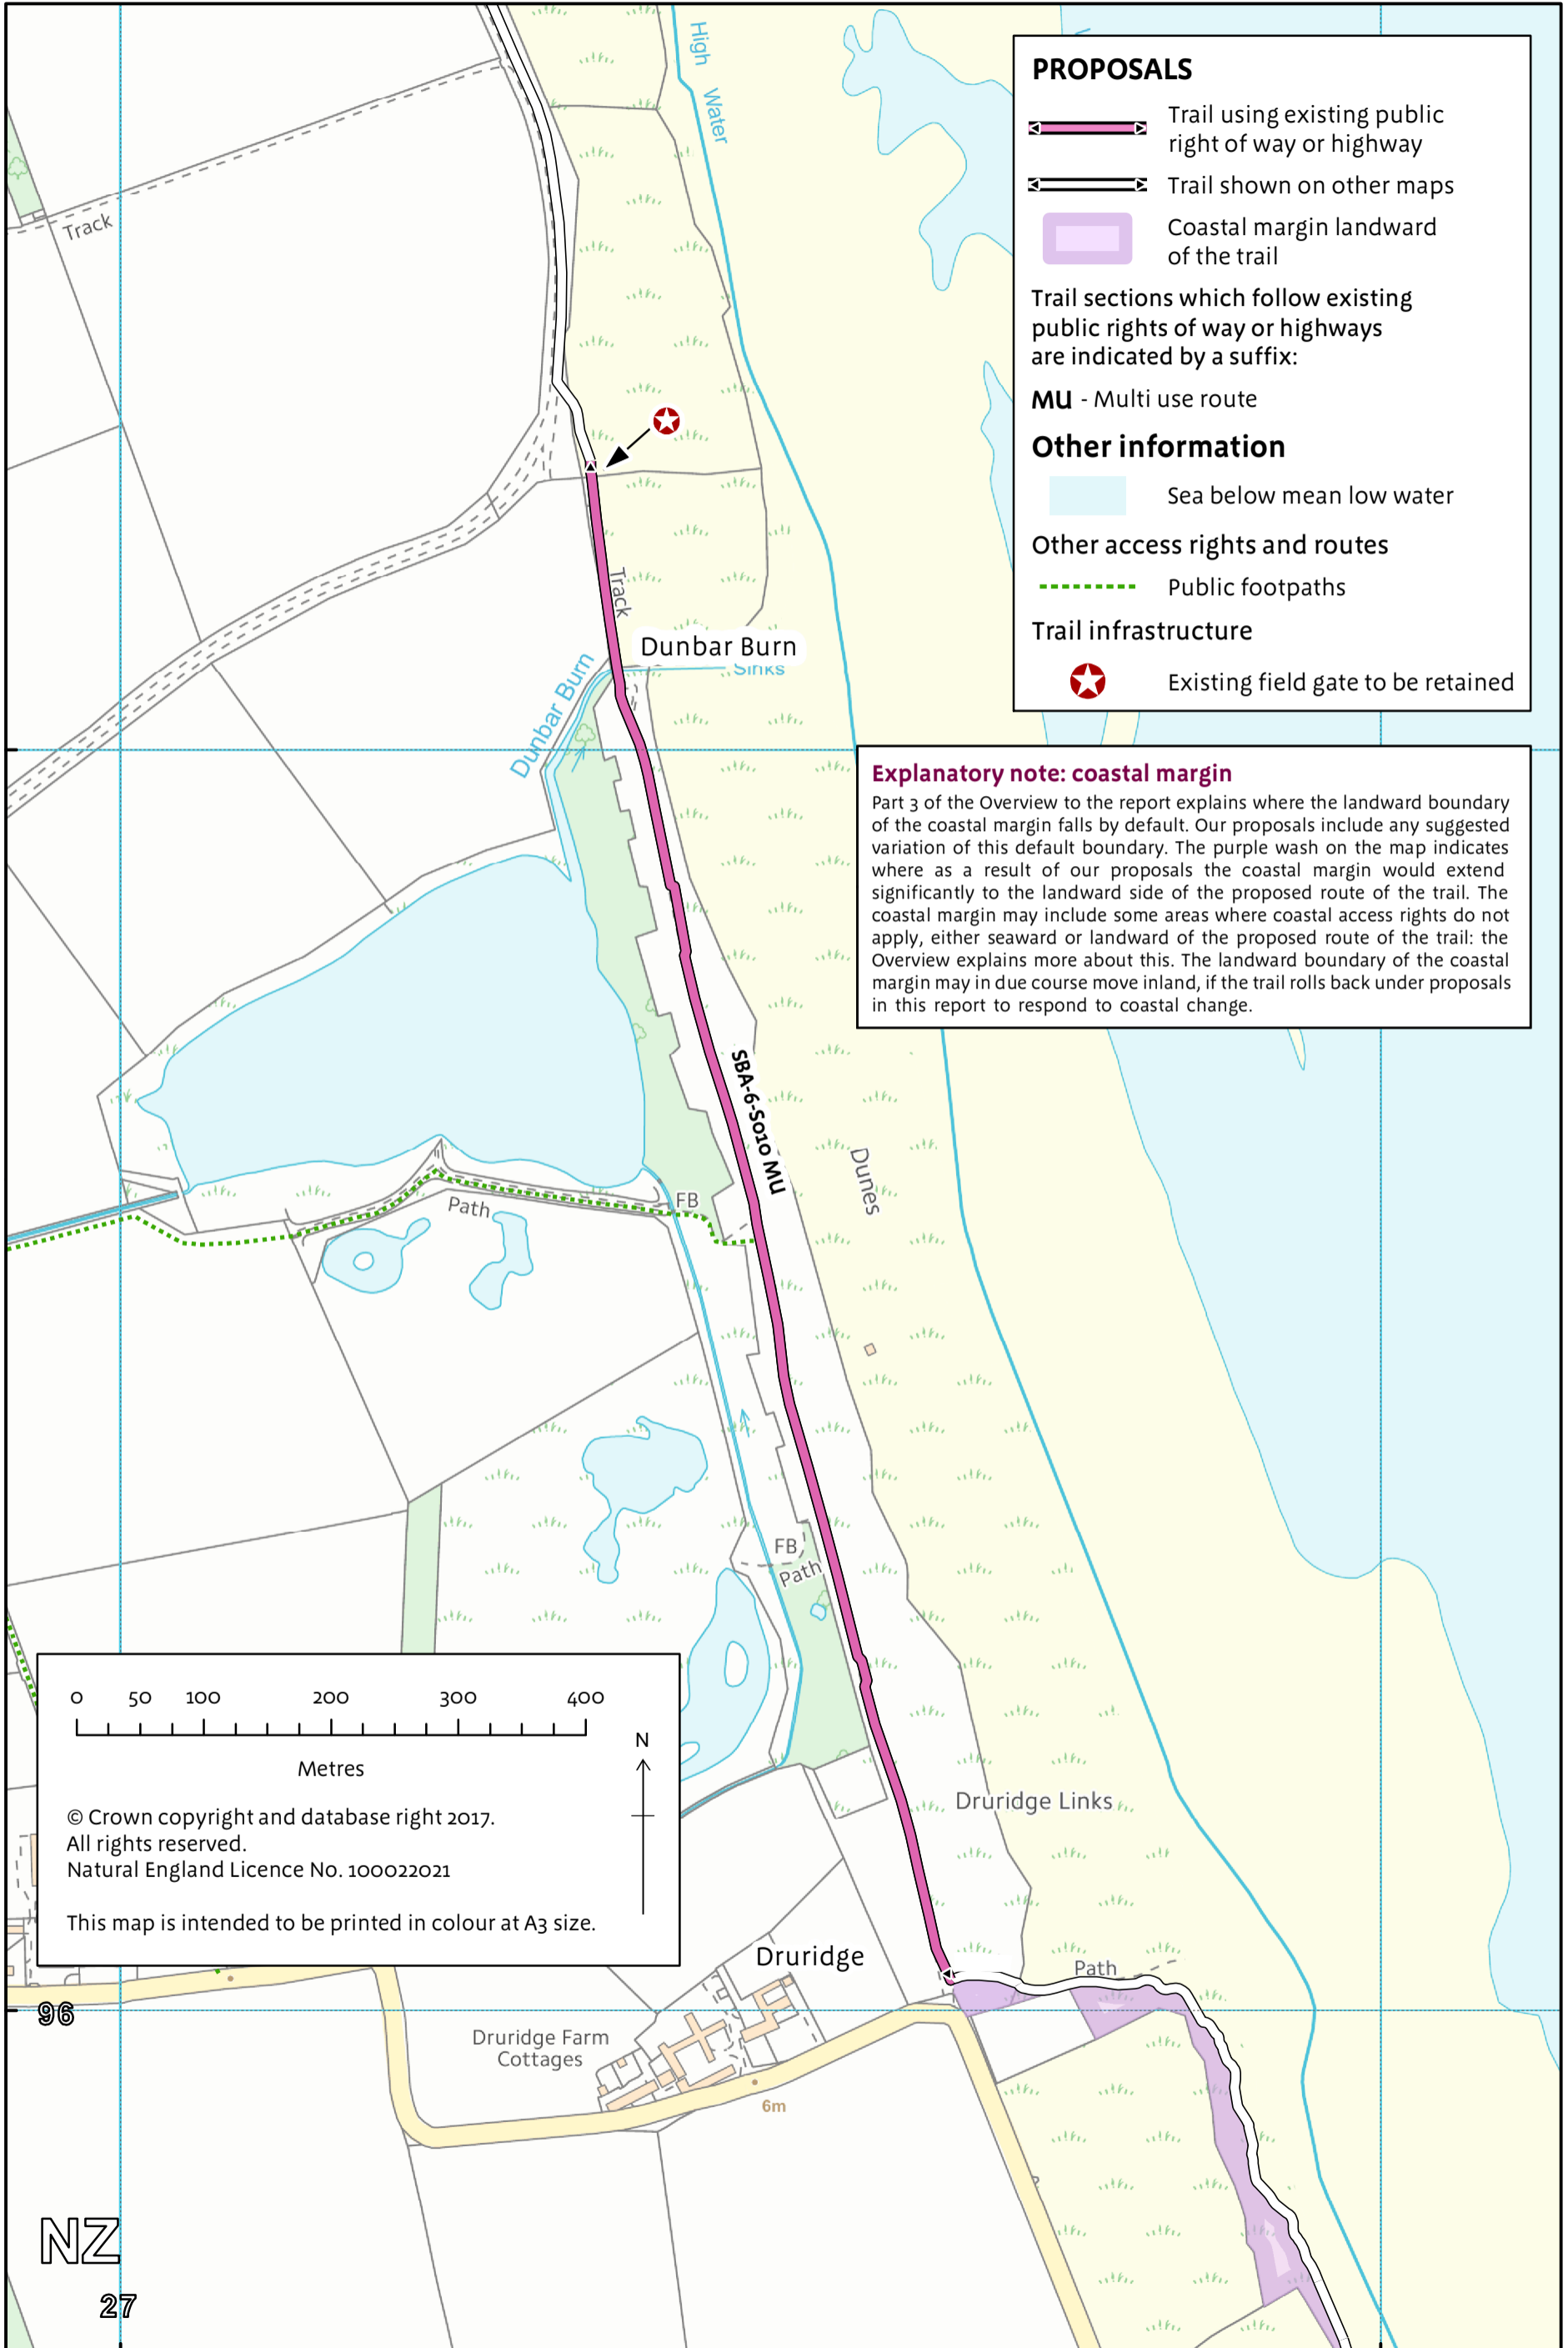 High
Water
PROPOSALS
Trail using existing public
right of way or highway
Trail shown on other maps
Coastal margin landward
of the trail
Trail sections which follow existing
public rights of way or highways
are indicated by a suffix:
MU - Multi use route
Other information
Sea below mean low water
Other access rights and routes
Public footpaths
Trail infrastructure
Existing field gate to be retained
Track
Track
Dunbar Burn
Sinks
Dunbar Burn
Explanatory note: coastal margin
Part 3 of the Overview to the report explains where the landward boundary
of the coastal margin falls by default. Our proposals include any suggested
variation of this default boundary. The purple wash on the map indicates
where as a result of our proposals the coastal margin would extend
significantly to the landward side of the proposed route of the trail. The
coastal margin may include some areas where coastal access rights do not
apply, either seaward or landward of the proposed route of the trail: the
Overview explains more about this. The landward boundary of the coastal
margin may in due course move inland, if the trail rolls back under proposals
in this report to respond to coastal change.
SBA-6-S010 MU
Dunes
FB
Path
FB
Path
0 50 100 200 300 400
Metres
N
© Crown copyright and database right 2017.
All rights reserved.
Natural England Licence No. 100022021
This map is intended to be printed in colour at A3 size.
Druridge Links
Druridge
Path
96
Druridge Farm
Cottages
6m
NZ
27